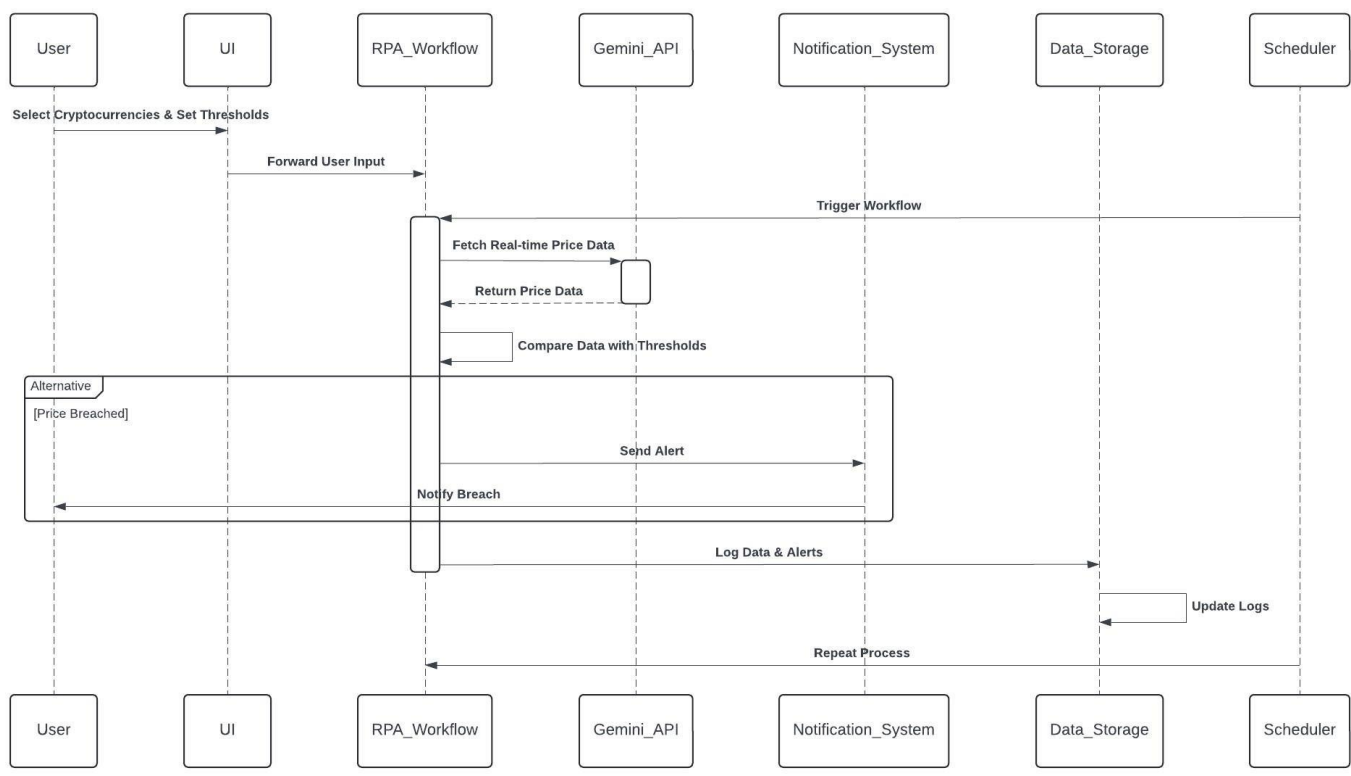 User
UI
RPA_Workflow
Gemini_API
Notification_System
Data_Storage
Scheduler
Select Cryptocurrencies & Set Thresholds
Forward User Input
Trigger Workflow
Fetch Real-time Price Data
Return Price Data
Compare Data with Thresholds
Alternative
[Price Breached]
Send Alert
Notify Breach
Log Data & Alerts
Update Logs
Repeat Process
User
UI
RPA_Workflow
Gemini_API
Notification_System
Data_Storage
Scheduler